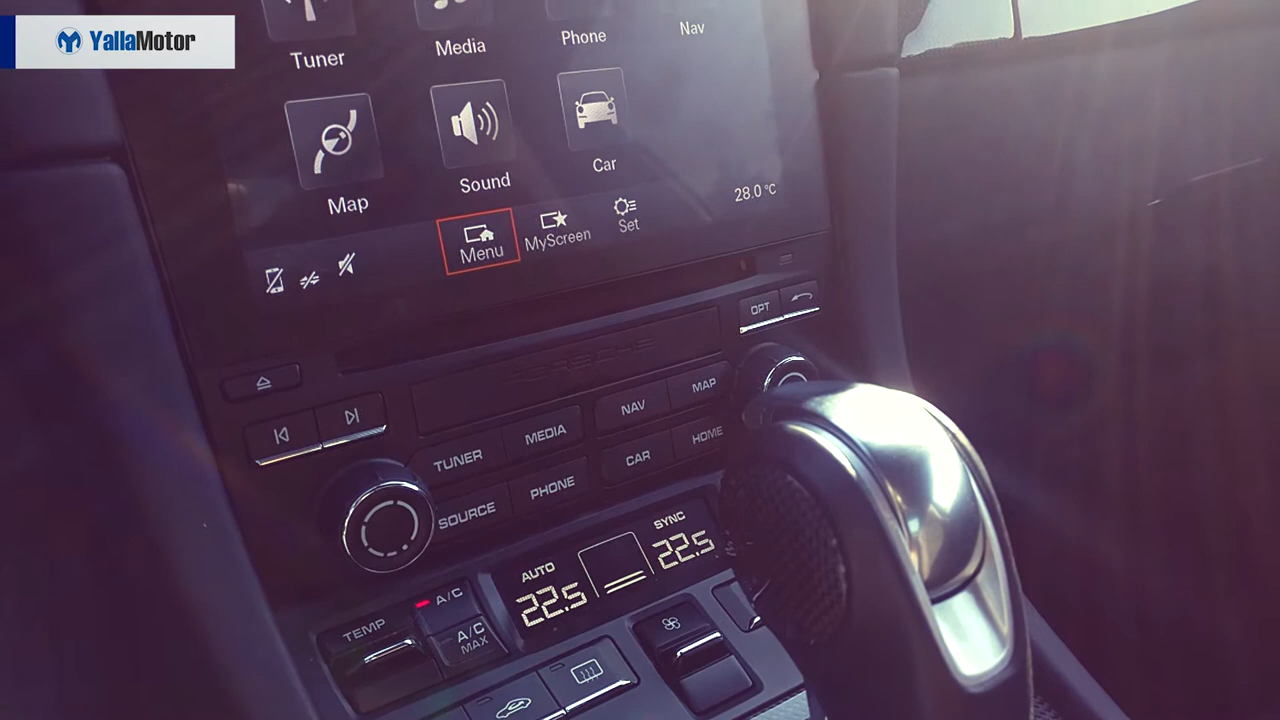 YallaMotor
Tuner
Media
Phone
Nav
Map
Sound
Car
Menu
MyScreen
Set
28.0 °C
OPT
PORSCHE
TUNER
MEDIA
NAV
MAP
SOURCE
PHONE
CAR
HOME
AUTO
22.5
SYNC
22.5
TEMP
A/C
A/C
MAX